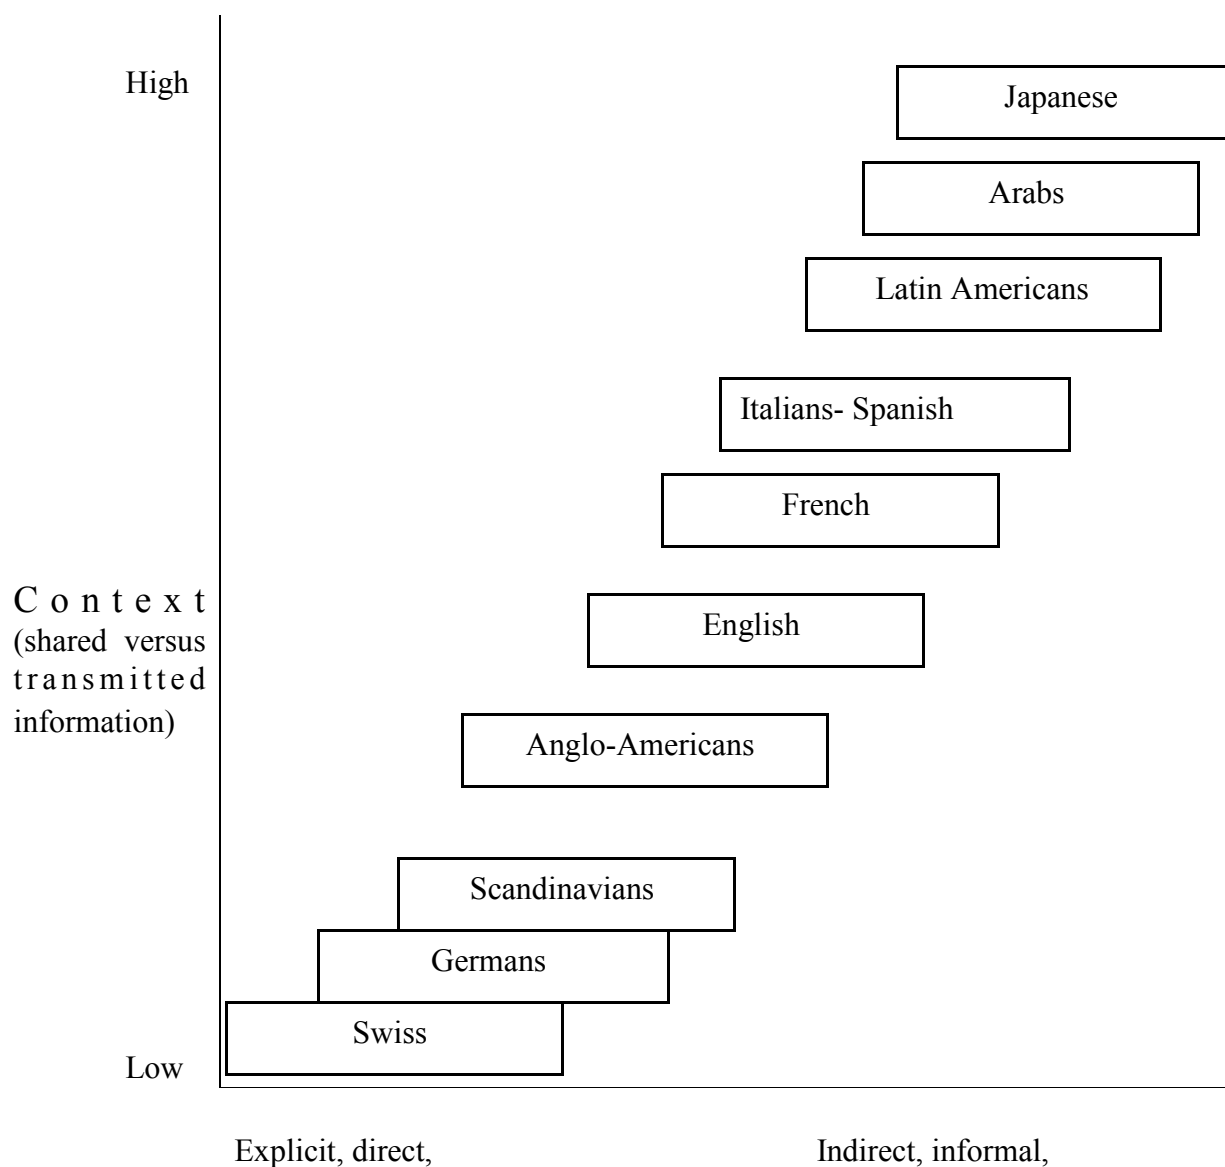 High
Japanese
Arabs
Latin Americans
Italians- Spanish
French
Context
(shared versus
transmitted
information)
English
Anglo-Americans
Scandinavians
Germans
Swiss
Low
Explicit, direct,
Indirect, informal,